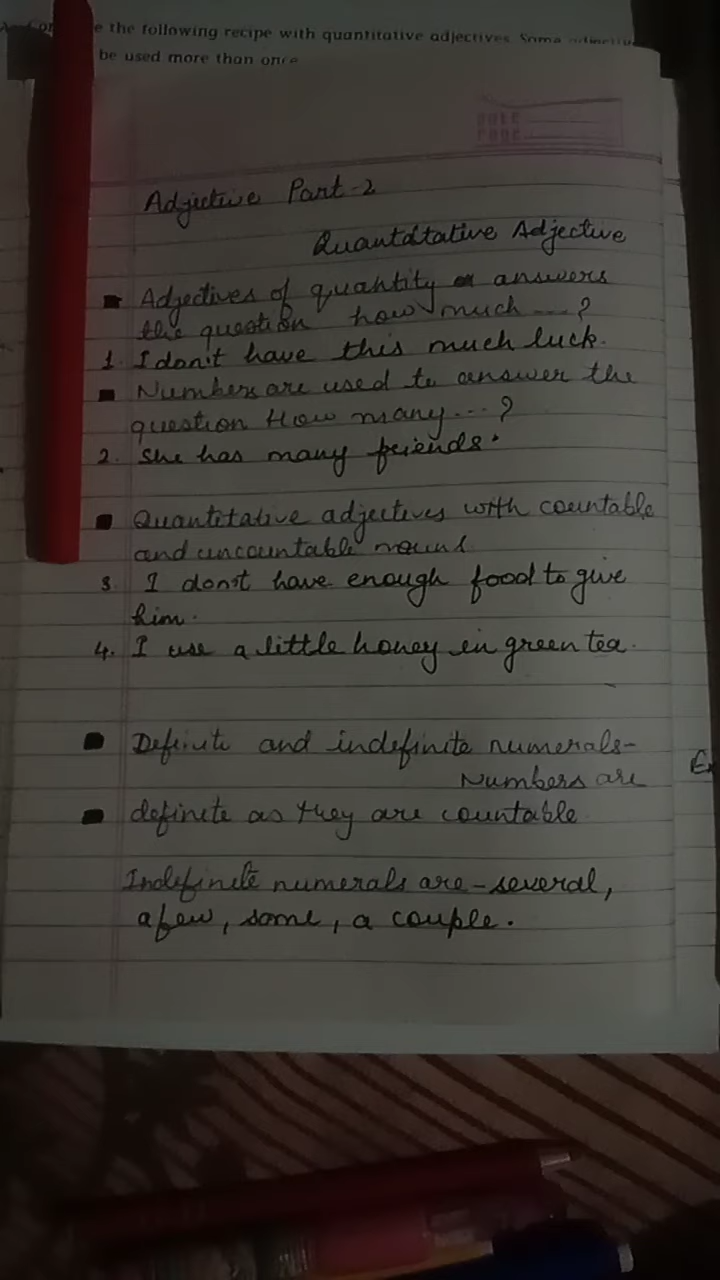 the following recipe with quantitative adjectives. Some
be used more than once
DATE
PAGE
Adjective Part-2
Quantdtative Adjective
■ Adjectives of quantity answers
the question how much ....?
1. I don't have this much luck.
■ Numbers are used to answer the
question How many....?
2. She has many friends.
■ Quantitative adjectives with countable
and uncountable nouns
3. I don't have enough food to give
him.
4. I use a little honey in green tea.
■ Definite and indefinite numerals-
Numbers are
■ definite as they are countable
Indefinite numerals are - several,
a few, some, a couple.